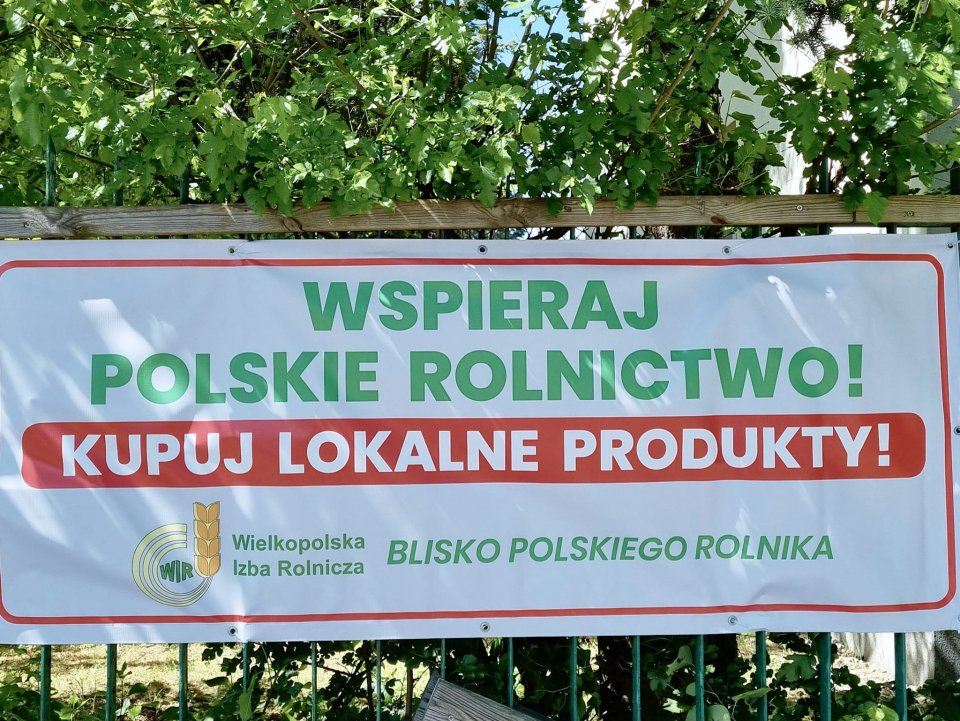 WSPIERAJ
POLSKIE ROLNICTWO!
KUPUJ LOKALNE PRODUKTY!
WIR
Wielkopolska
Izba Rolnicza
BLISKO POLSKIEGO ROLNIKA